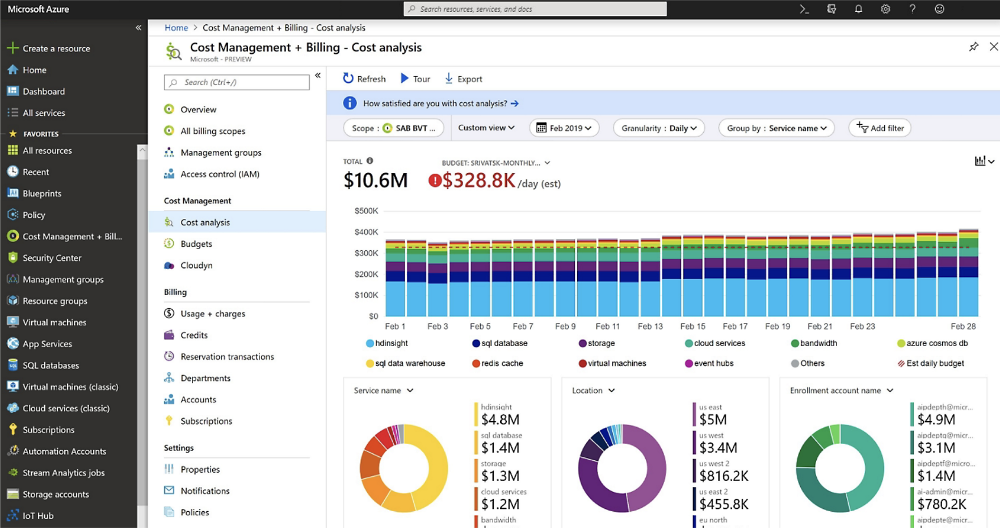 Microsoft Azure
Search resources, services, and docs
Create a resource
Home
Dashboard
All services
FAVORITES
All resources
Recent
Blueprints
Policy
Cost Management + Bill...
Security Center
Management groups
Resource groups
Virtual machines
App Services
SQL databases
Virtual machines (classic)
Cloud services (classic)
Subscriptions
Automation Accounts
Stream Analytics jobs
Storage accounts
IoT Hub
Home > Cost Management + Billing - Cost analysis
Cost Management + Billing - Cost analysis
Microsoft - PREVIEW
Search (Ctrl+/)
Overview
All billing scopes
Management groups
Access control (IAM)
Cost Management
Cost analysis
Budgets
Cloudyn
Billing
Usage + charges
Credits
Reservation transactions
Departments
Accounts
Subscriptions
Settings
Properties
Notifications
Policies
Refresh Tour Export
How satisfied are you with cost analysis?
Scope : SAB BVT ... Custom view Feb 2019 Granularity : Daily Group by : Service name Add filter
TOTAL BUDGET: SRIVATSK-MONTHLY...
$10.6M $328.8K /day (est)
$500K
$400K
$300K
$200K
$100K
$0
Feb 1 Feb 3 Feb 5 Feb 7 Feb 9 Feb 11 Feb 13 Feb 15 Feb 17 Feb 19 Feb 21 Feb 23 Feb 28
hdinsight sql database storage cloud services bandwidth azure cosmos db
sql data warehouse redis cache virtual machines event hubs Others Est daily budget
Service name
hdinsight
$4.8M
sql database
$1.4M
storage
$1.3M
cloud services
$1.2M
bandwidth
Location
us east
$5M
us west
$3.4M
us west 2
$816.2K
us east 2
$455.8K
eu north
Enrollment account name
aipdepth@micr...
$4.9M
aipdeptq@micr...
$3.1M
aipdeptf@micro...
$1.4M
ai-admin@micr...
$780.2K
aipdepte@micr...